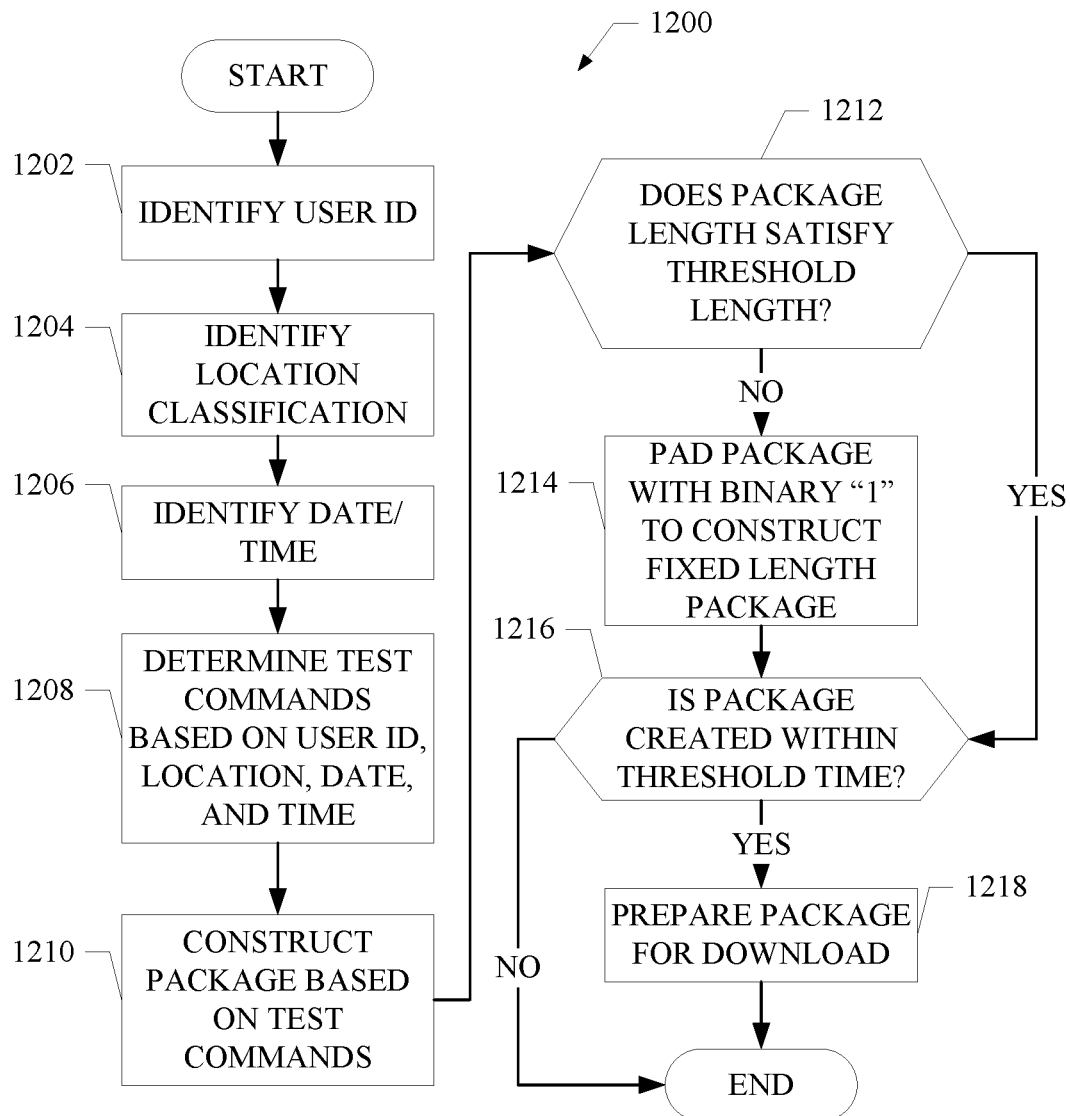 1200
START
1202
IDENTIFY USER ID
1204
IDENTIFY
LOCATION
CLASSIFICATION
1206
IDENTIFY DATE/
TIME
1208
DETERMINE TEST
COMMANDS
BASED ON USER ID,
LOCATION, DATE,
AND TIME
1210
CONSTRUCT
PACKAGE BASED
ON TEST
COMMANDS
1212
DOES PACKAGE
LENGTH SATISFY
THRESHOLD
LENGTH?
NO
YES
1214
PAD PACKAGE
WITH BINARY “1”
TO CONSTRUCT
FIXED LENGTH
PACKAGE
1216
IS PACKAGE
CREATED WITHIN
THRESHOLD TIME?
YES
NO
1218
PREPARE PACKAGE
FOR DOWNLOAD
END